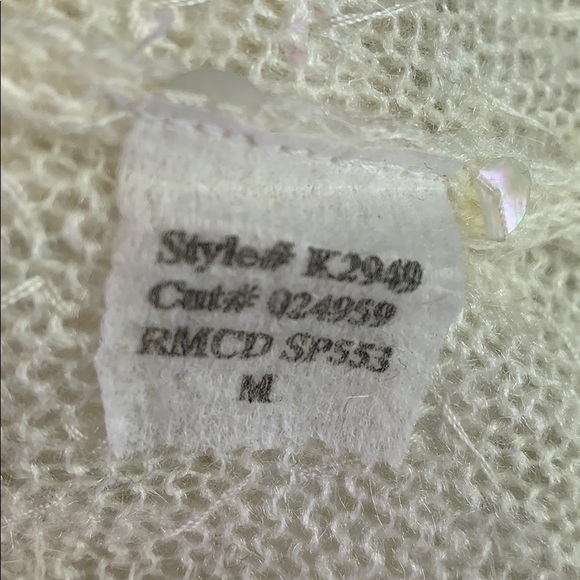 Style# K2949
Cut# 024959
RMCD SP553
M